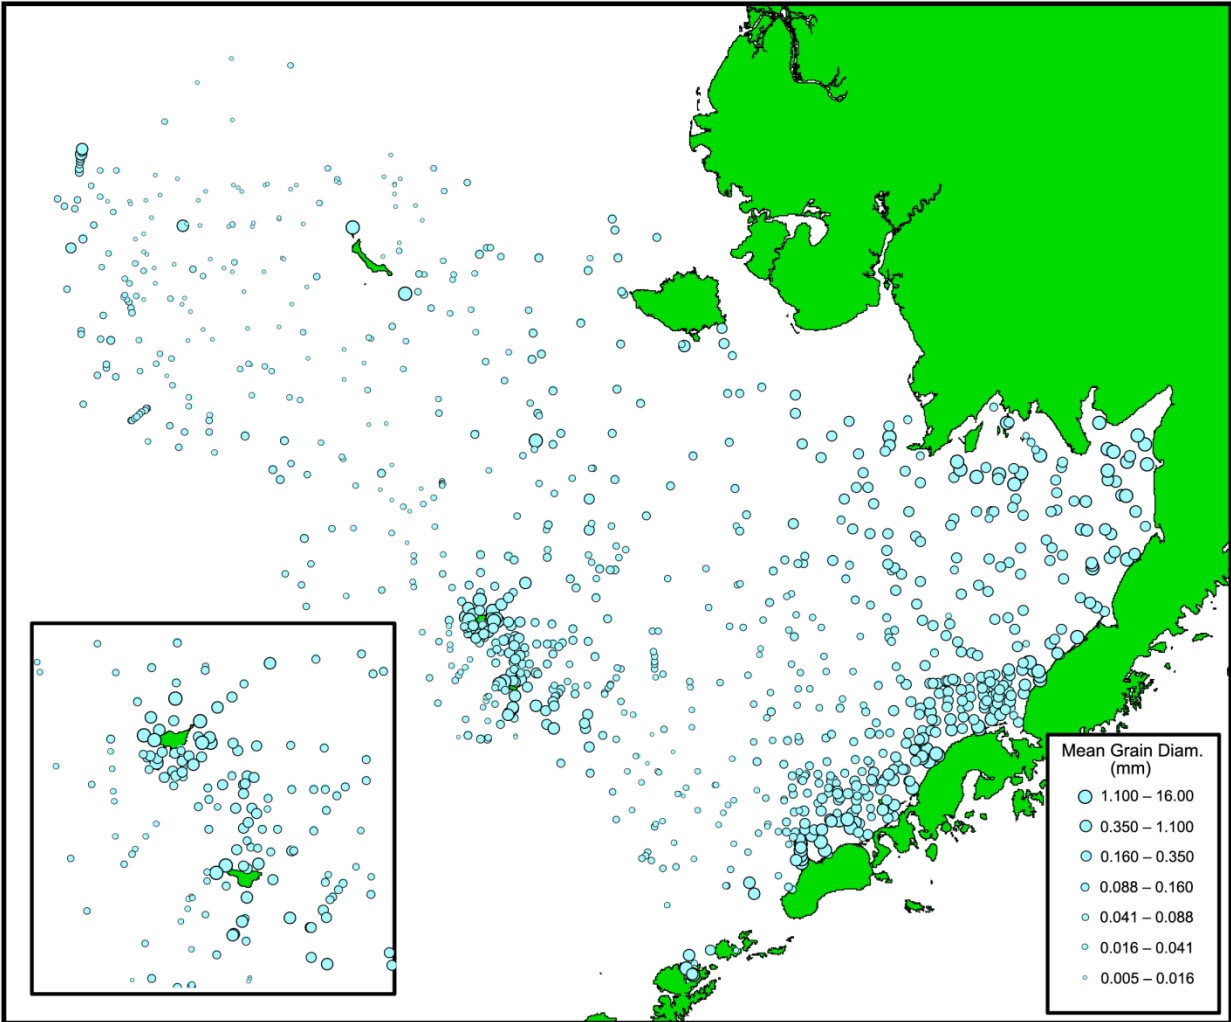 Mean Grain Diam.
(mm)
1.100 – 16.00
0.350 – 1.100
0.160 – 0.350
0.088 – 0.160
0.041 – 0.088
0.016 – 0.041
0.005 – 0.016